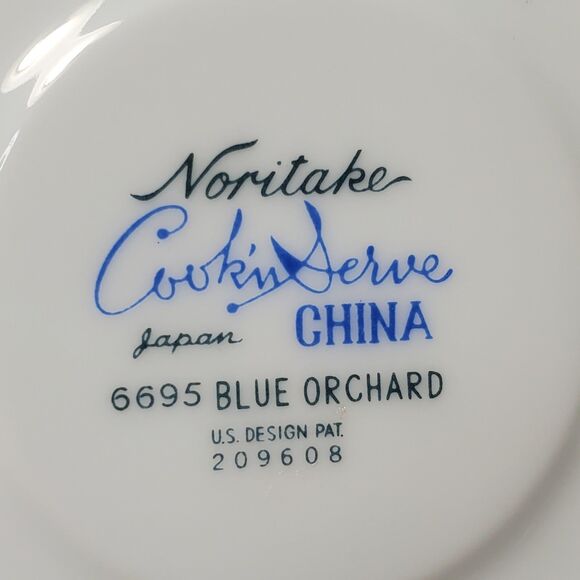 Noritake
Cook'n Serve
Japan CHINA
6695 BLUE ORCHARD
U.S. DESIGN PAT.
209608